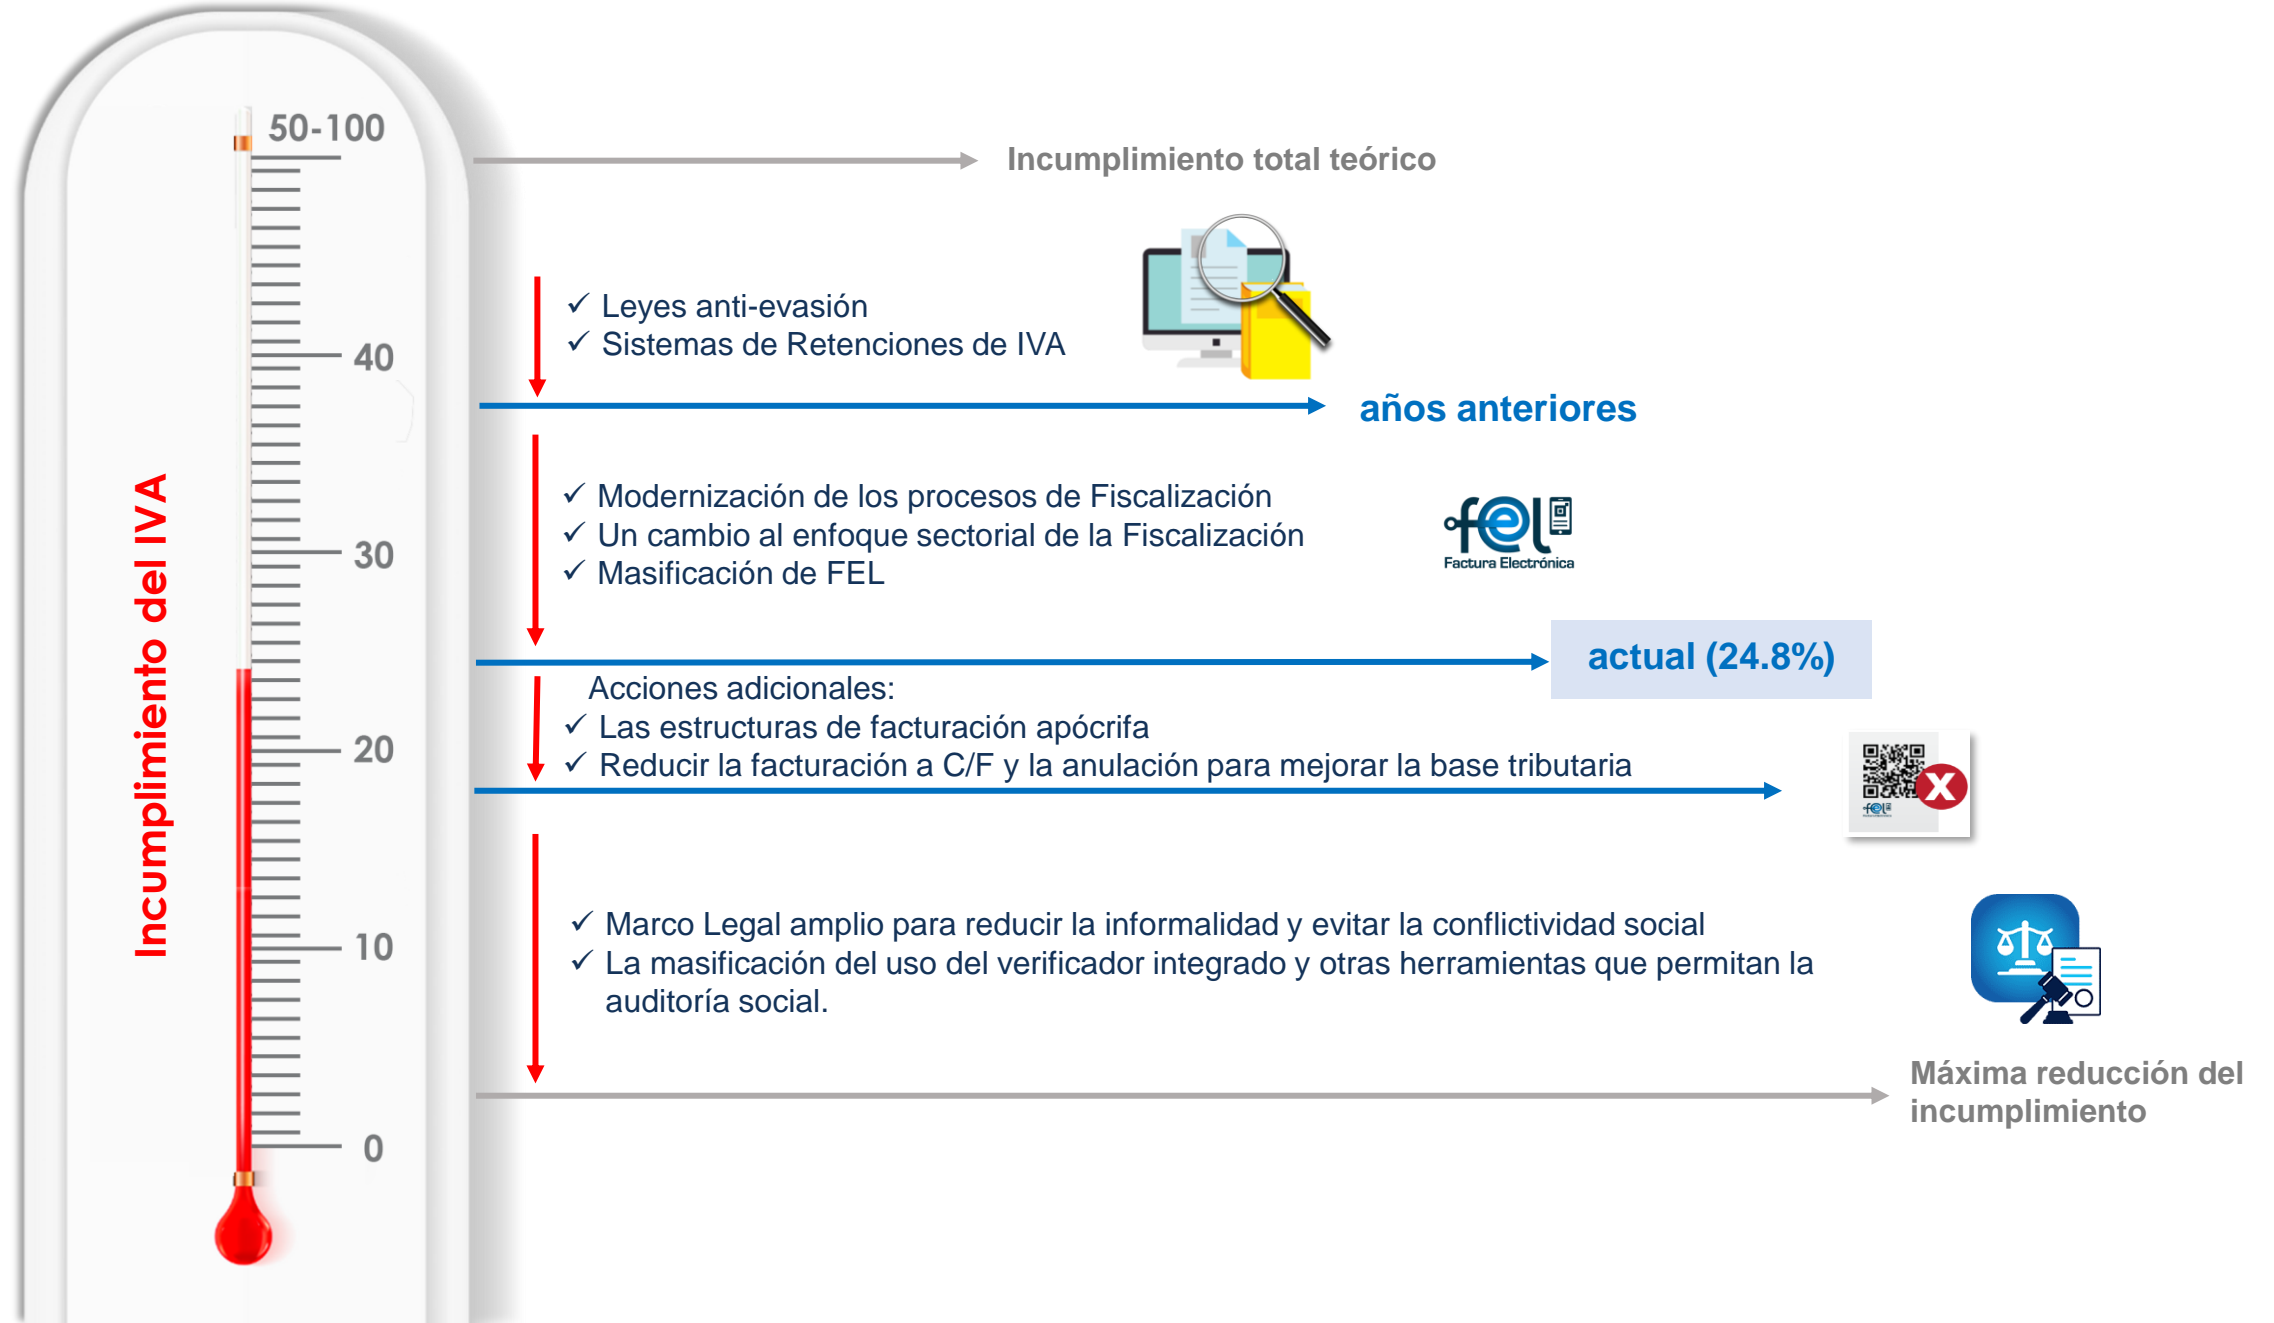 50-100
Incumplimiento total teórico
✓ Leyes anti-evasión
✓ Sistemas de Retenciones de IVA
40
años anteriores
Incumplimiento del IVA
✓ Modernización de los procesos de Fiscalización
✓ Un cambio al enfoque sectorial de la Fiscalización
✓ Masificación de FEL
fel
Factura Electrónica
30
actual (24.8%)
Acciones adicionales:
✓ Las estructuras de facturación apócrifa
✓ Reducir la facturación a C/F y la anulación para mejorar la base tributaria
20
X
fel
✓ Marco Legal amplio para reducir la informalidad y evitar la conflictividad social
✓ La masificación del uso del verificador integrado y otras herramientas que permitan la
auditoría social.
10
Máxima reducción del
incumplimiento
0